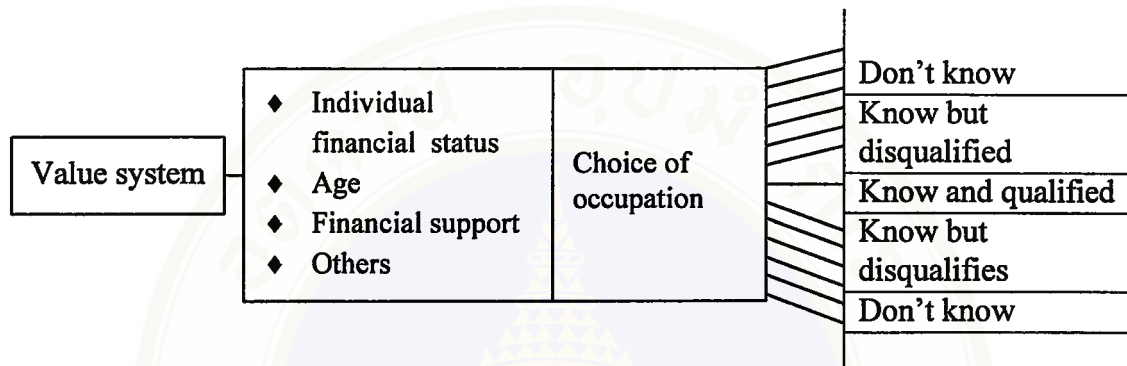 Value system
♦ Individual
financial status
♦ Age
♦ Financial support
♦ Others
Choice of
occupation
Don't know
Know but
disqualified
Know and qualified
Know but
disqualifies
Don't know